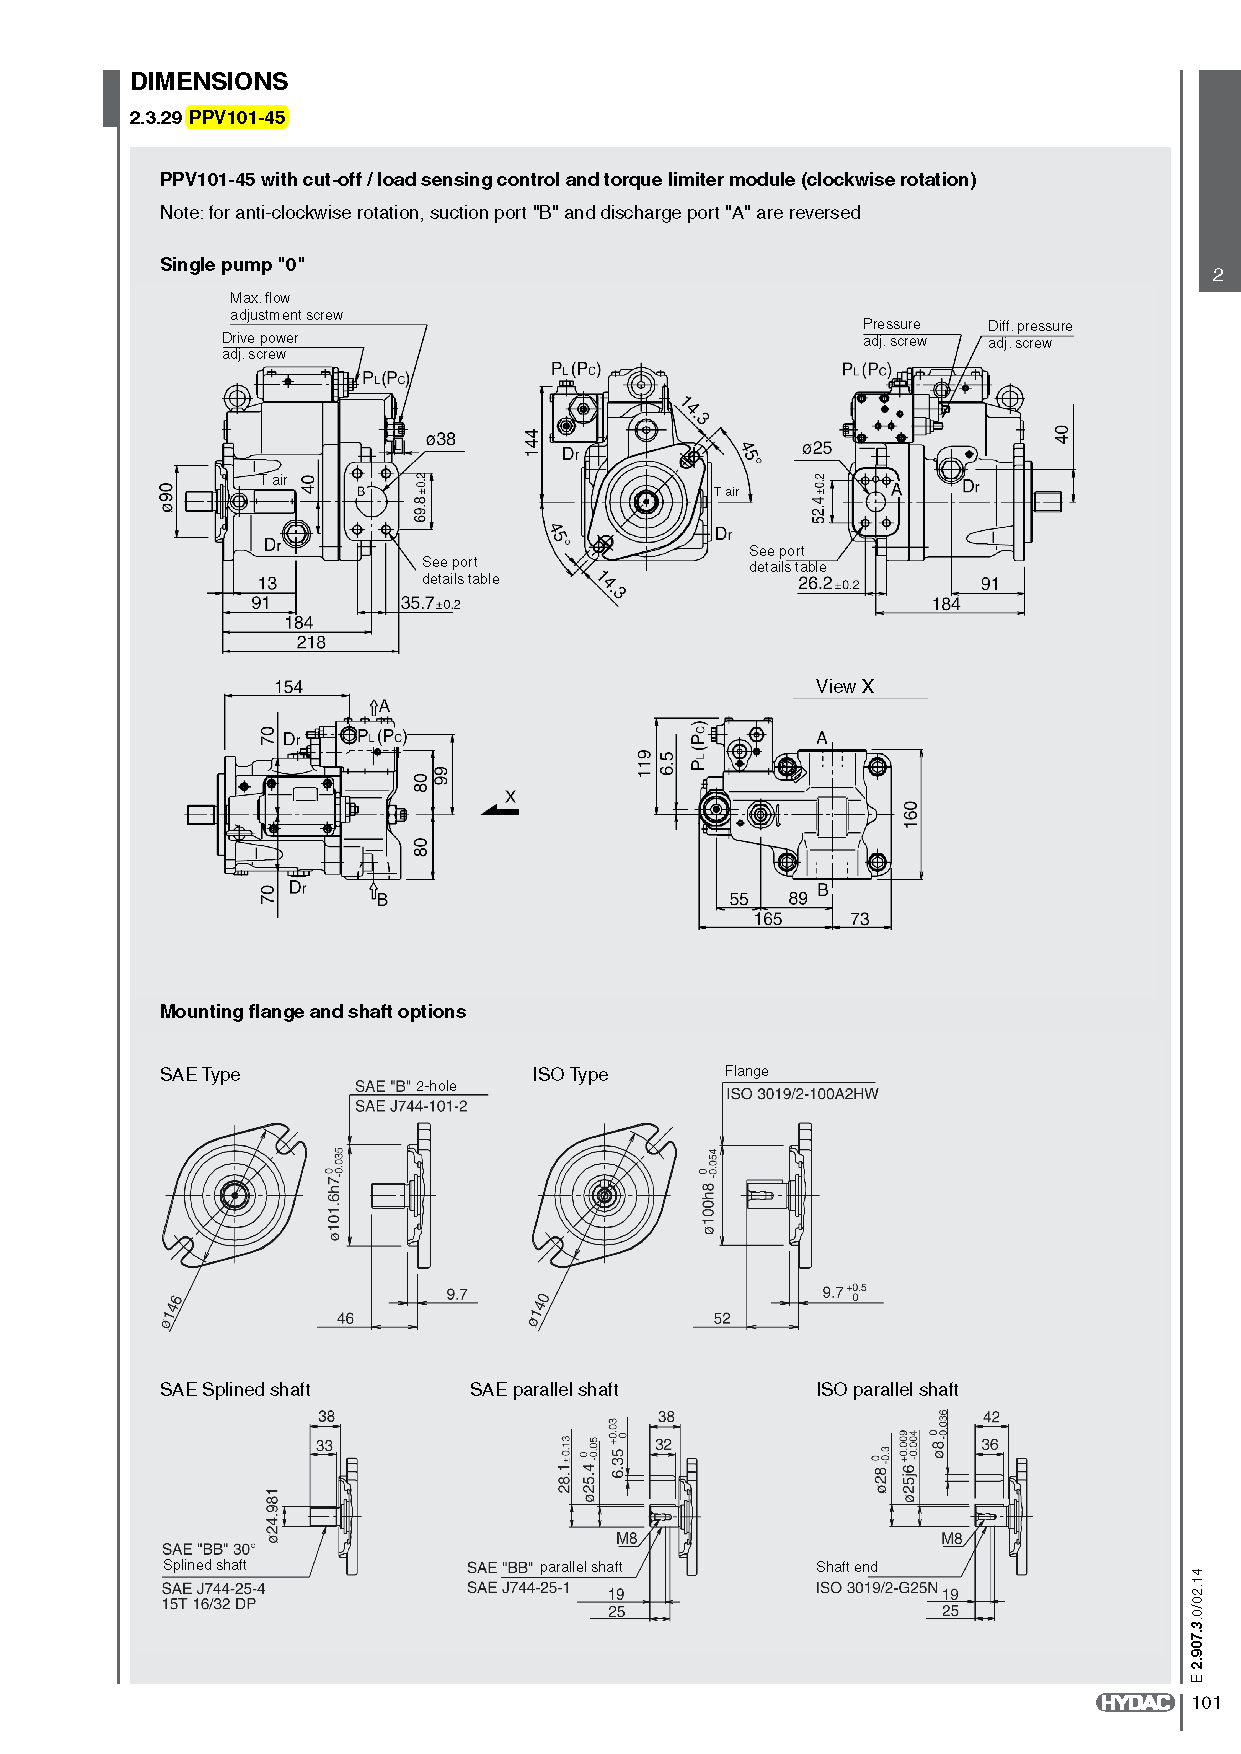 DIMENSIONS
2.3.29 PPV101-45
PPV101-45 with cut-off / load sensing control and torque limiter module (clockwise rotation)
Note: for anti-clockwise rotation, suction port "B" and discharge port "A" are reversed
2
Single pump "0"
Max. flow
adjustment screw
Drive power
adj. screw
PL(PC)
ø38
ø90
T air
40
B
69.8±0.2
Dr
See port
details table
13
91
35.7±0.2
184
218
PL(PC)
144
Dr
14.3
45°
T air
Dr
45°
14.3
Pressure
adj. screw
Diff. pressure
adj. screw
PL(PC)
ø25
40
52.4±0.2
A
Dr
See port
details table
26.2±0.2
91
184
154
A
70
Dr
PL(PC)
80
99
X
80
70
Dr
B
View X
119
6.5
PL(PC)
A
160
B
55
89
165
73
Mounting flange and shaft options
SAE Type
SAE "B" 2-hole
SAE J744-101-2
ø101.6h7 0 -0.035
9.7
46
ø146
ISO Type
Flange
ISO 3019/2-100A2HW
ø100h8 0 -0.054
9.7 +0.5 0
52
ø140
SAE Splined shaft
38
33
ø24.981
SAE "BB" 30°
Splined shaft
SAE J744-25-4
15T 16/32 DP
SAE parallel shaft
28.1±0.13
ø25.4 0 -0.05
6.35 +0.03 0
38
32
M8
SAE "BB" parallel shaft
SAE J744-25-1
19
25
ISO parallel shaft
ø28 0 -0.3
ø25j6 +0.009 -0.004
ø8 0 -0.036
42
36
M8
Shaft end
ISO 3019/2-G25N
19
25
E 2.907.3.0/02.14
HYDAC
101